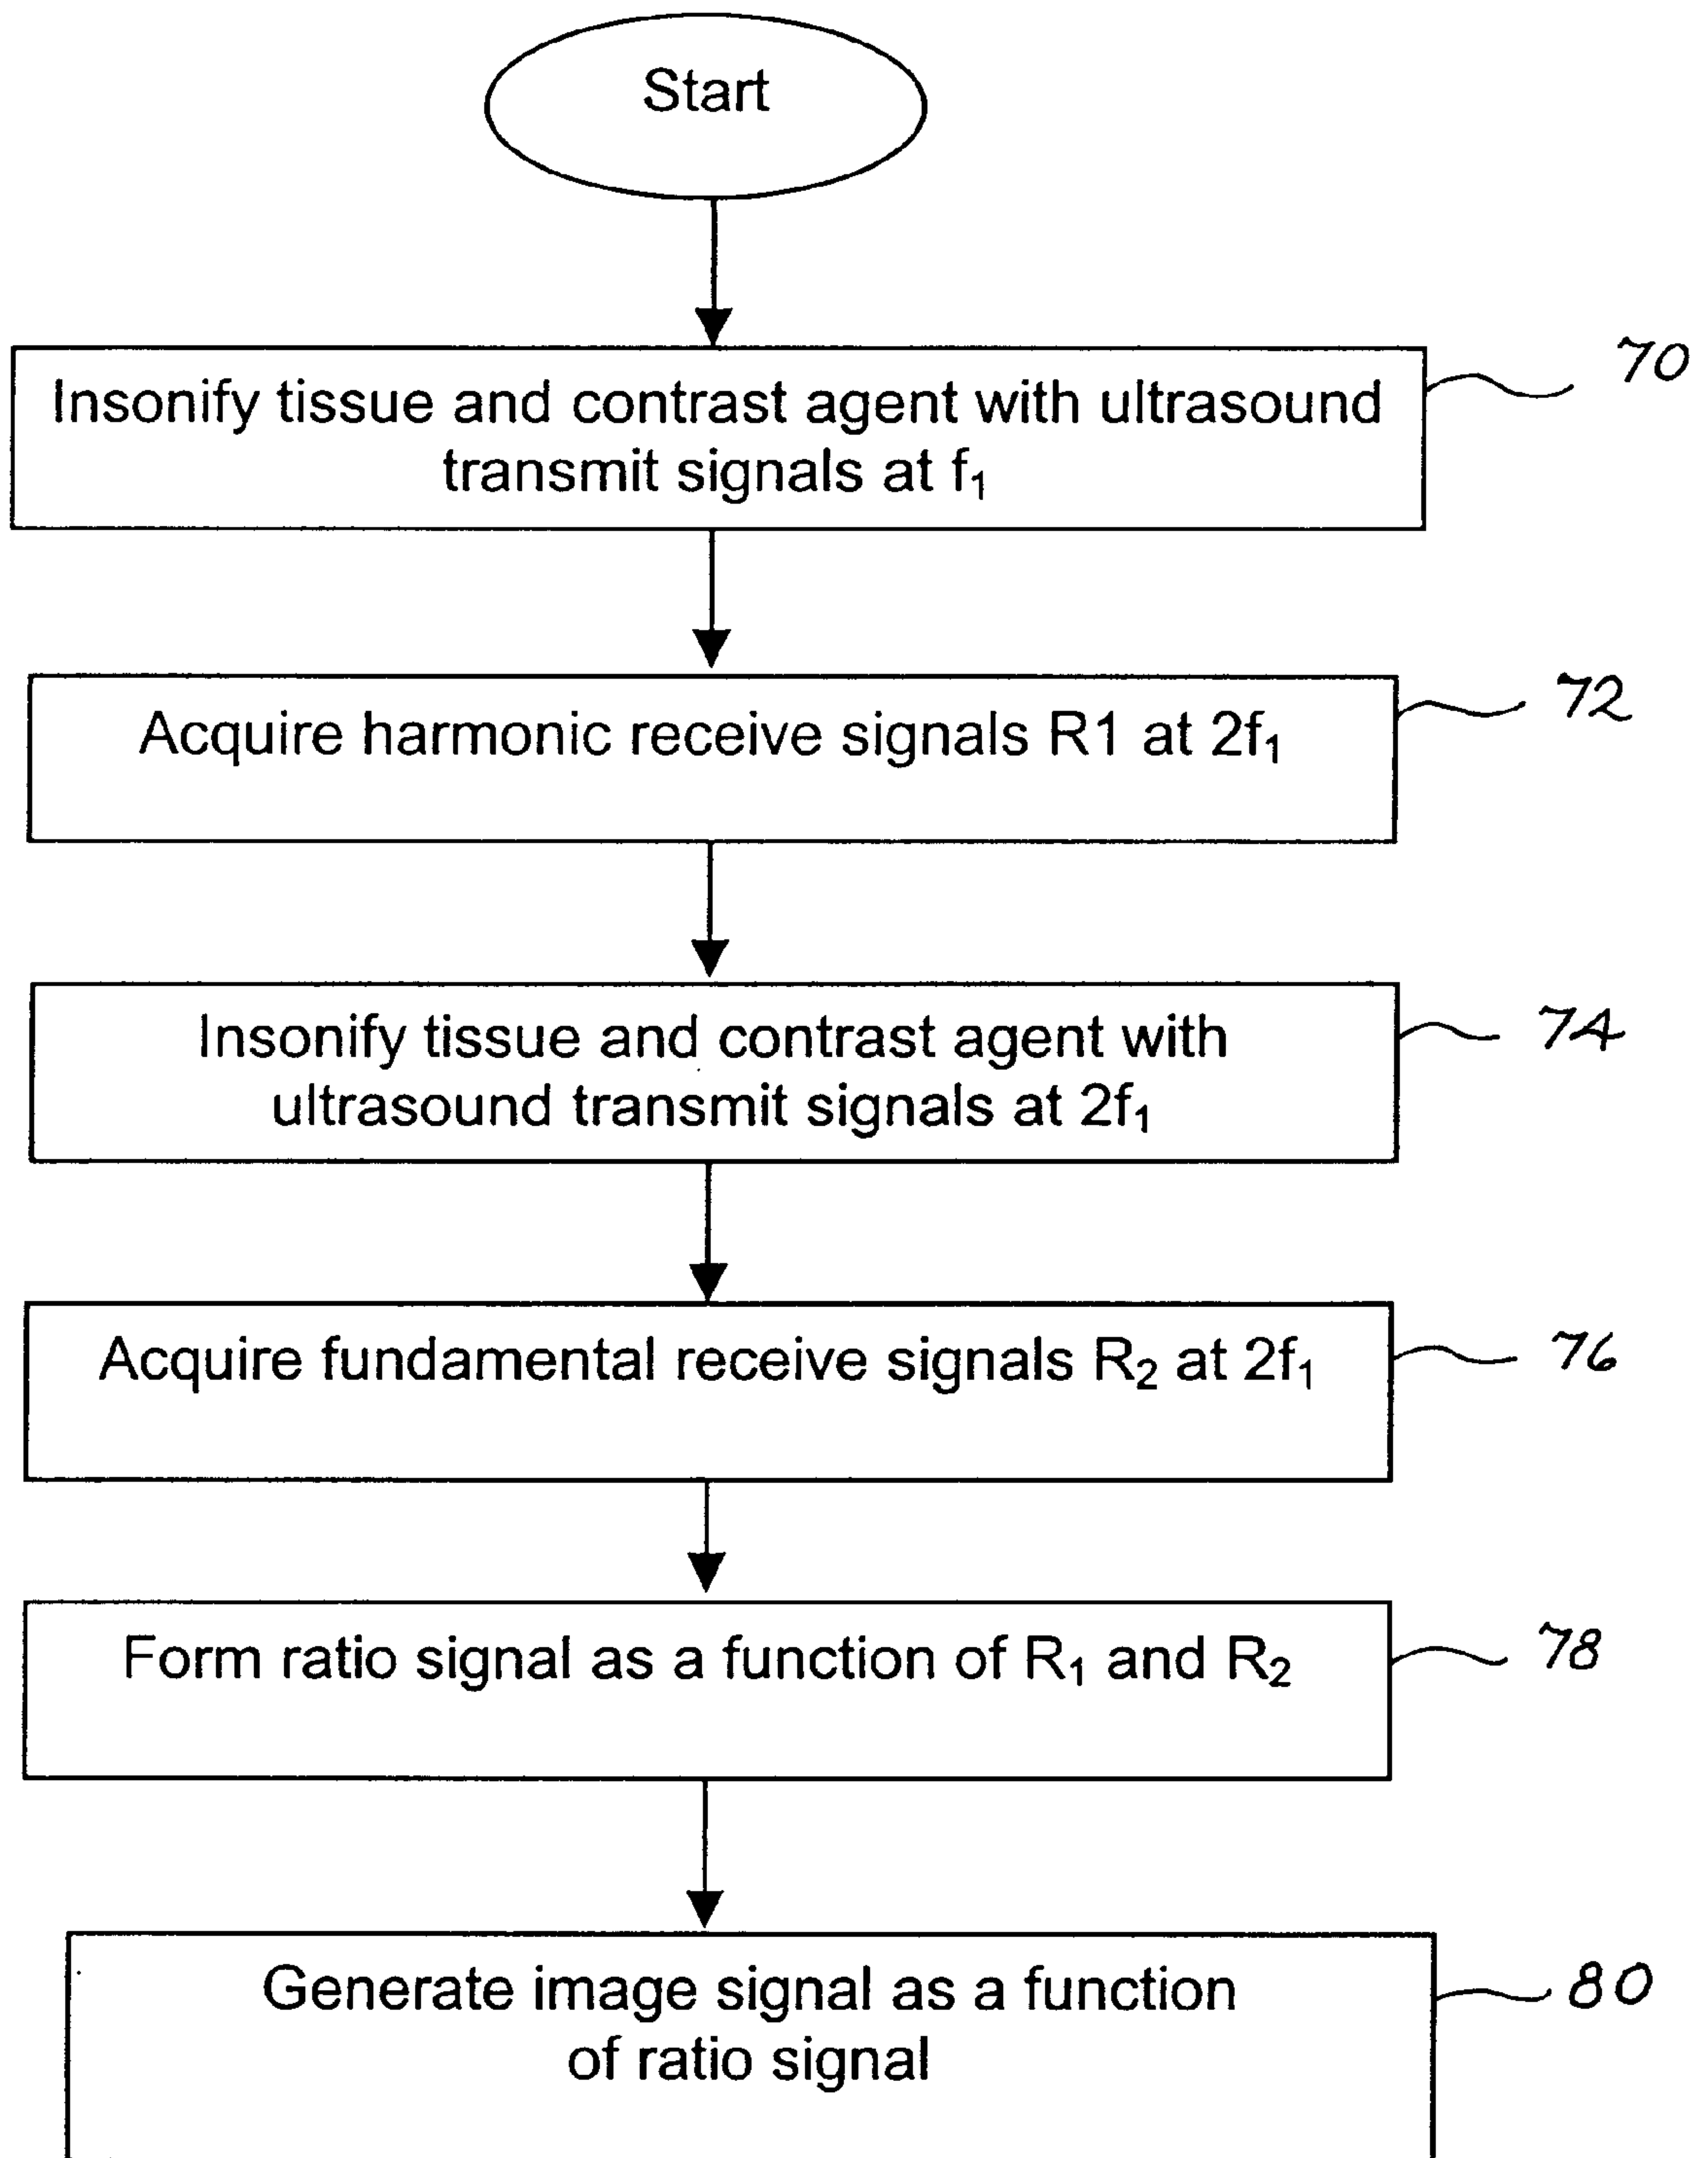 Start
70
Insonify tissue and contrast agent with ultrasound
transmit signals at f₁
72
Acquire harmonic receive signals R1 at 2f₁
74
Insonify tissue and contrast agent with
ultrasound transmit signals at 2f₁
76
Acquire fundamental receive signals R₂ at 2f₁
78
Form ratio signal as a function of R₁ and R₂
80
Generate image signal as a function
of ratio signal